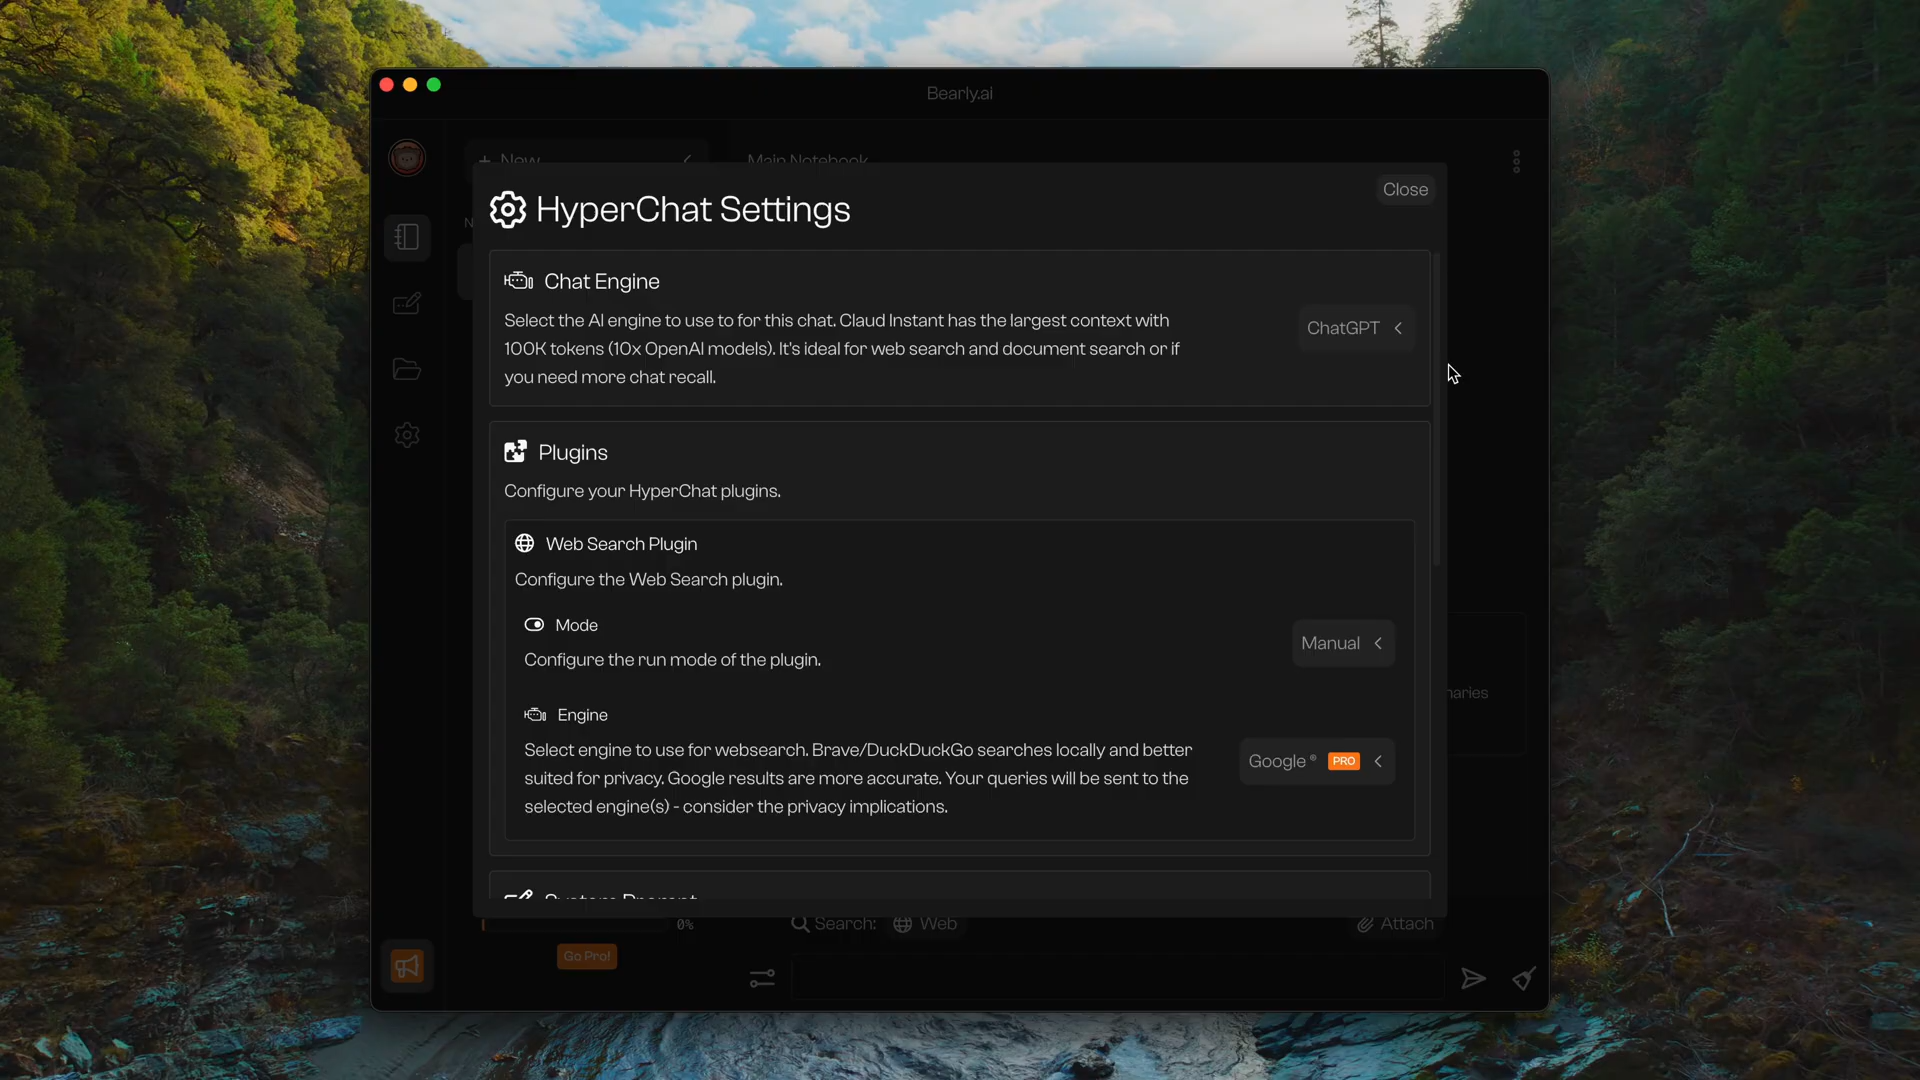 Bearly.ai
New
Main Notebook
Close
HyperChat Settings
Chat Engine
Select the AI engine to use to for this chat. Claud Instant has the largest context with
100K tokens (10x OpenAI models). It's ideal for web search and document search or if
you need more chat recall.
ChatGPT
Plugins
Configure your HyperChat plugins.
Web Search Plugin
Configure the Web Search plugin.
Mode
Configure the run mode of the plugin.
Manual
Engine
Select engine to use for websearch. Brave/DuckDuckGo searches locally and better
suited for privacy. Google results are more accurate. Your queries will be sent to the
selected engine(s) - consider the privacy implications.
Google ® PRO
System Prompt
0%
Search: Web
Attach
Go Pro!